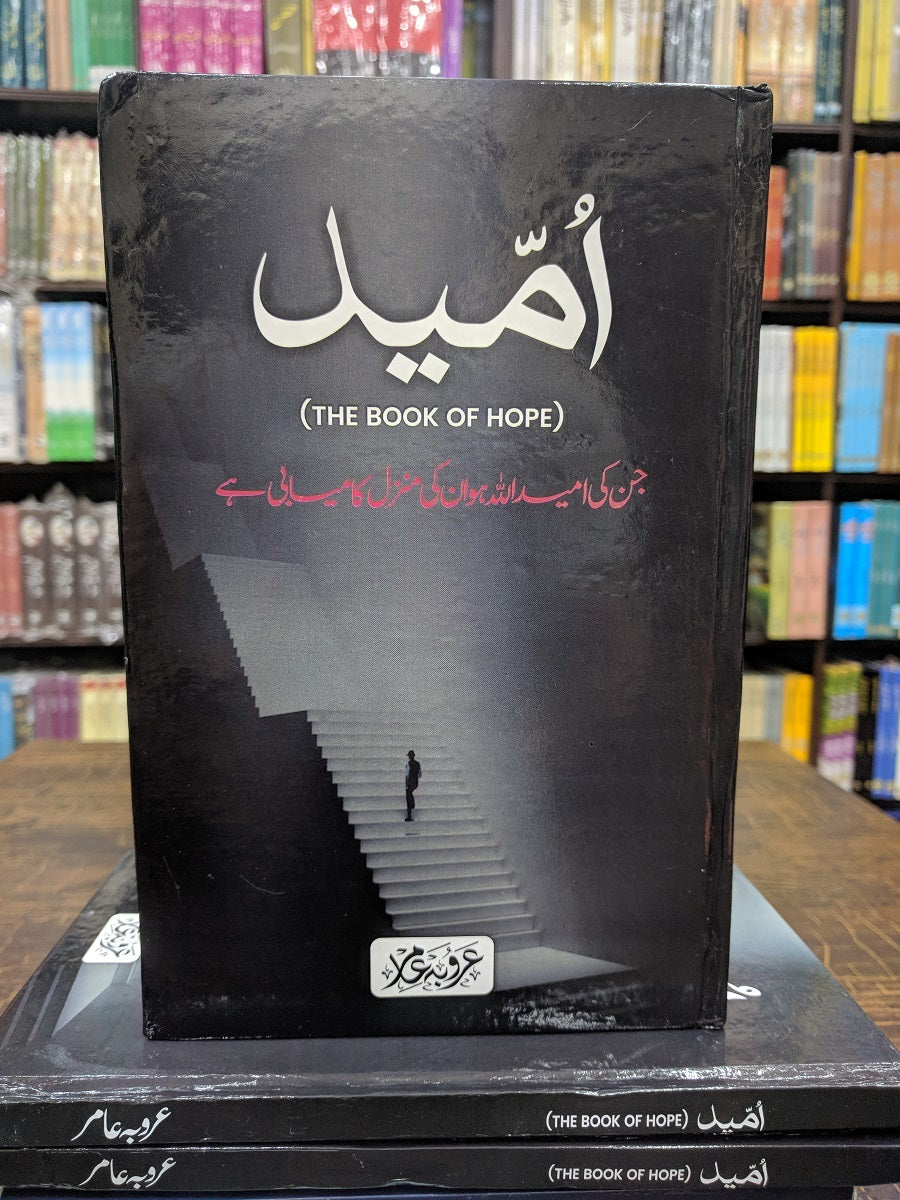 اُمّید
(THE BOOK OF HOPE)
جن کی امید اللہ ہو ان کی منزل کامیابی ہے
عروبہ عامر
اُمّید (THE BOOK OF HOPE) عروبہ عامر
اُمّید (THE BOOK OF HOPE) عروبہ عامر